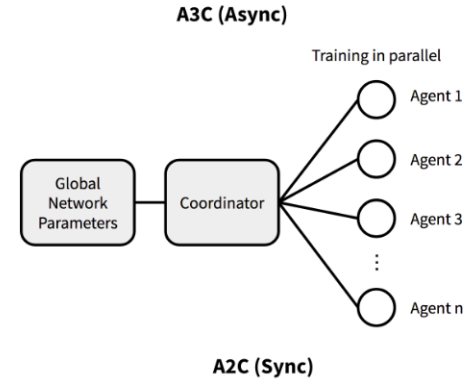 A3C (Async)
Training in parallel
Agent 1
Agent 2
Agent 3
Agent n
Global
Network
Parameters
Coordinator
A2C (Sync)